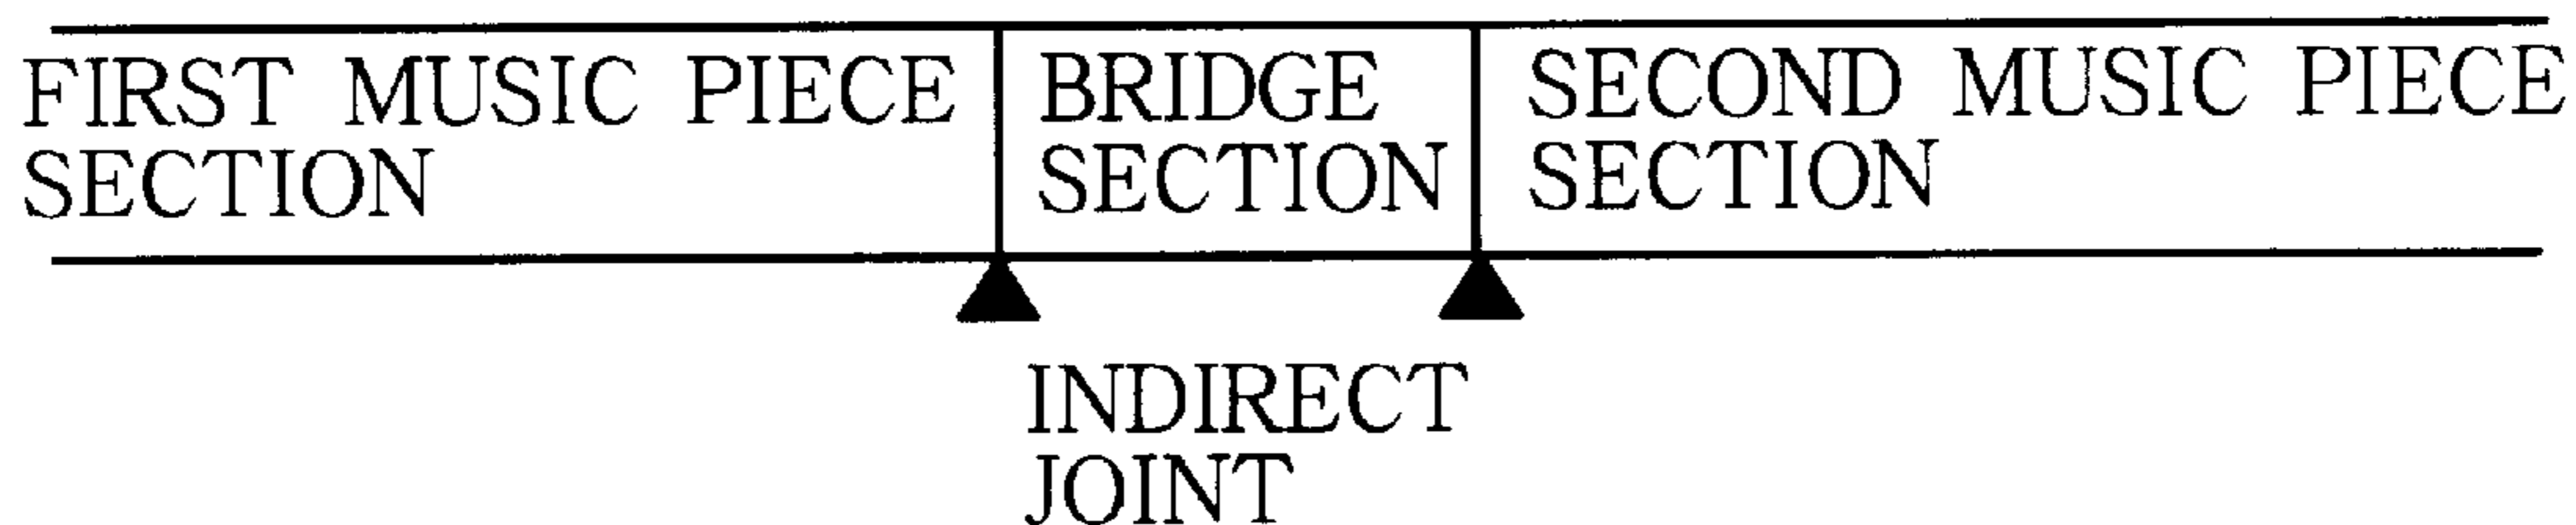 FIRST MUSIC PIECE
SECTION
BRIDGE
SECTION
SECOND MUSIC PIECE
SECTION
INDIRECT
JOINT